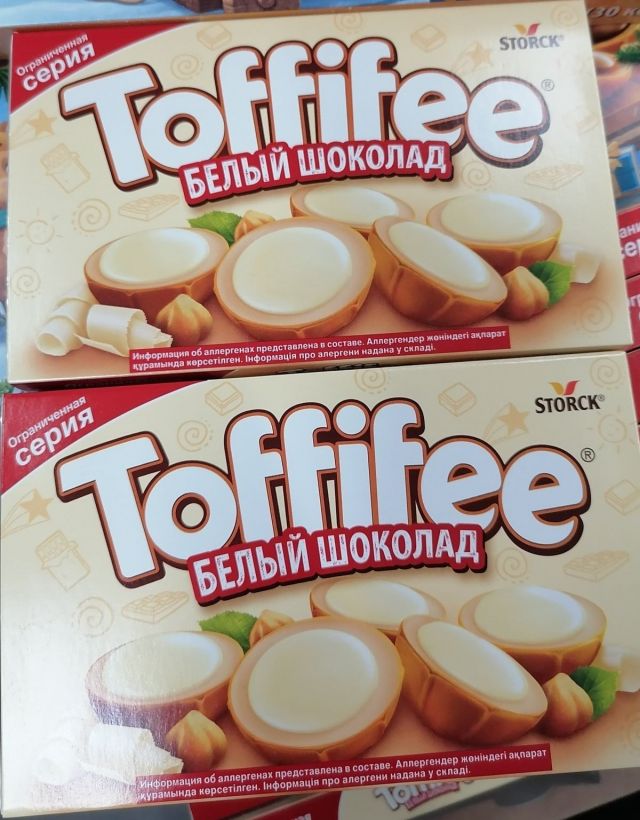 Ограниченная
серия
STORCK®
Toffifee®
БЕЛЫЙ ШОКОЛАД
Информация об аллергенах представлена в составе. Аллергендер жөніндегі ақпарат
құрамында көрсетілген. Інформація про алергени надана у складі.
Ограниченная
серия
STORCK®
Toffifee®
БЕЛЫЙ ШОКОЛАД
Информация об аллергенах представлена в составе. Аллергендер жөніндегі ақпарат
құрамында көрсетілген. Інформація про алергени надана у складі.